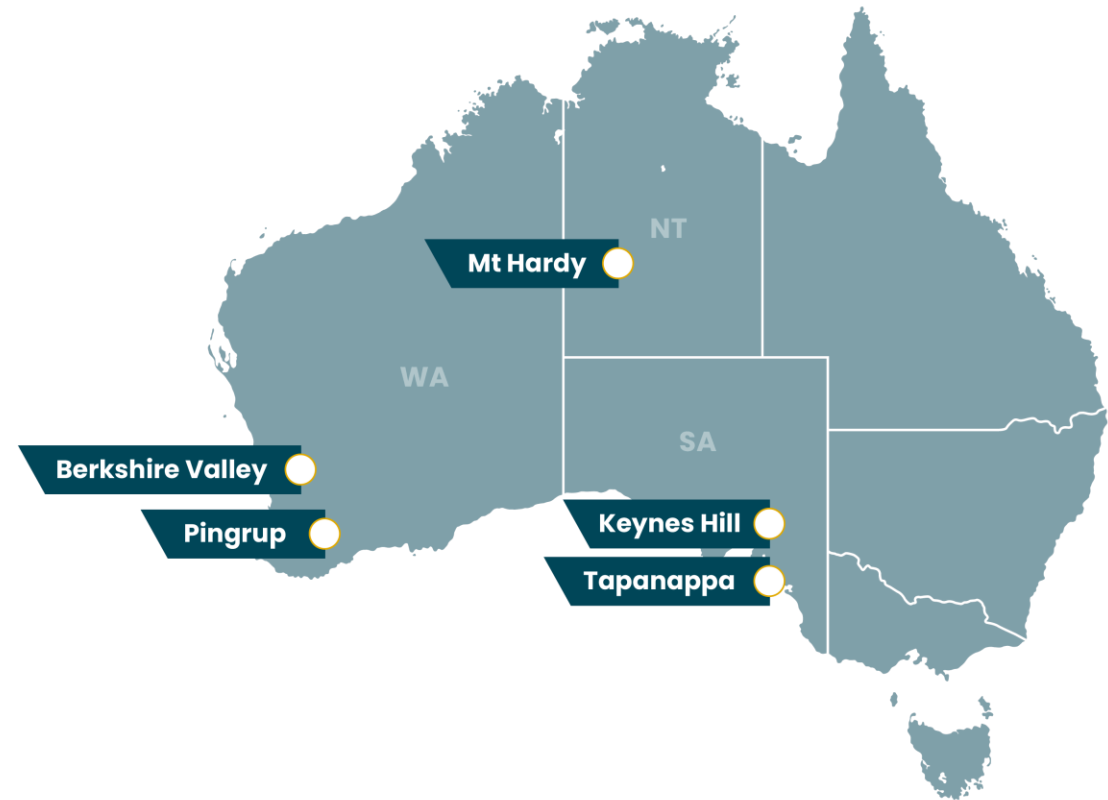 NT
Mt Hardy
WA
SA
Berkshire Valley
Keynes Hill
Pingrup
Tapanappa